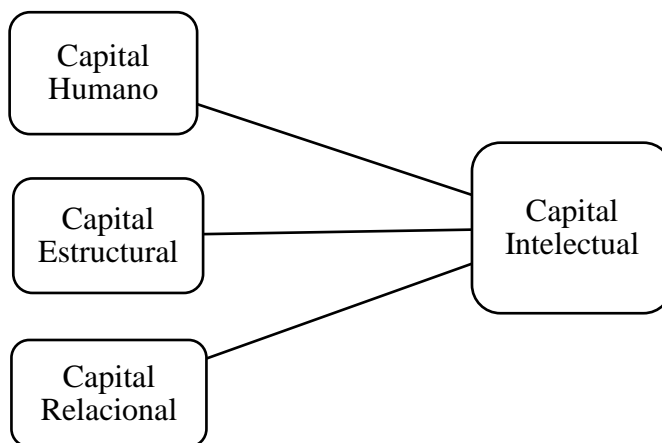 Capital
Humano
Capital
Estructural
Capital
Relacional
Capital
Intelectual